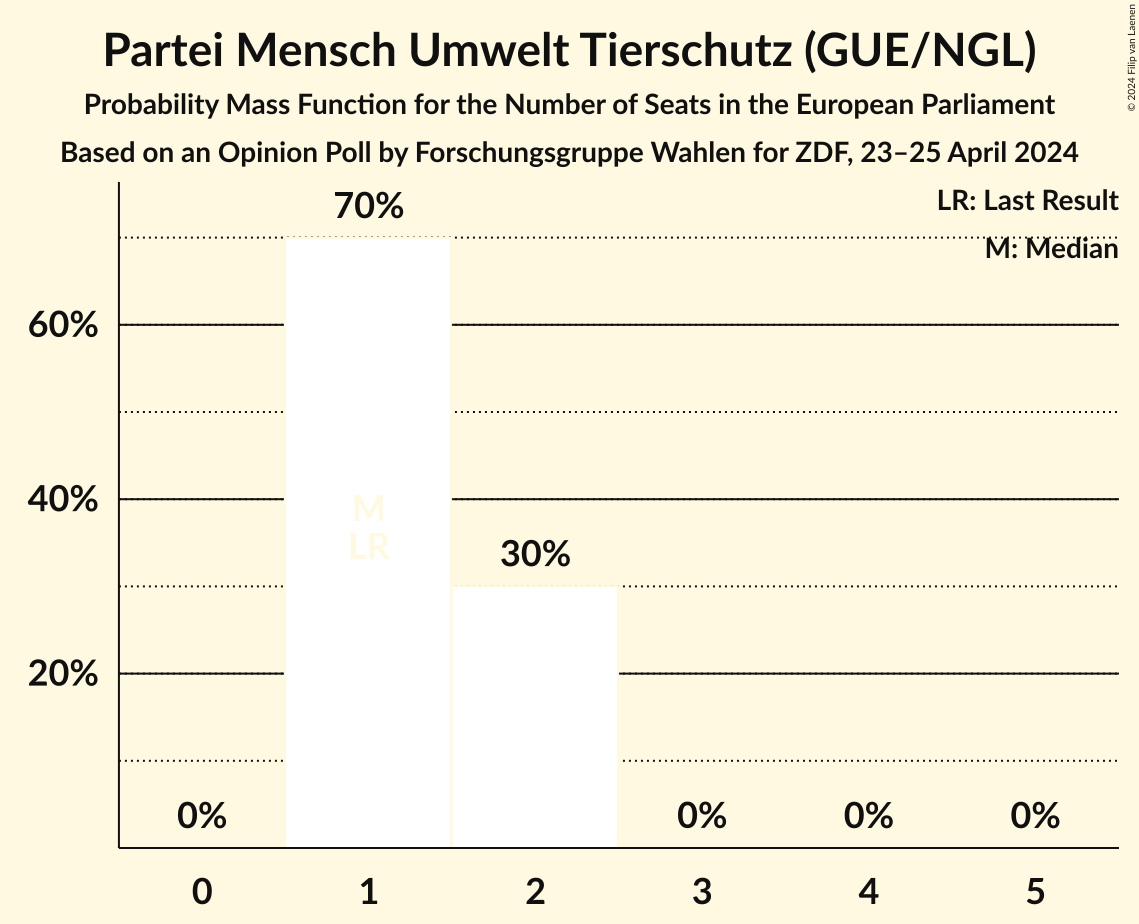 Partei Mensch Umwelt Tierschutz (GUE/NGL)
Probability Mass Function for the Number of Seats in the European Parliament
Based on an Opinion Poll by Forschungsgruppe Wahlen for ZDF, 23–25 April 2024
© 2024 Filip van Laenen
LR: Last Result
M: Median
70%
60%
40%
M
LR
30%
20%
0% 0% 0% 0%
0 1 2 3 4 5